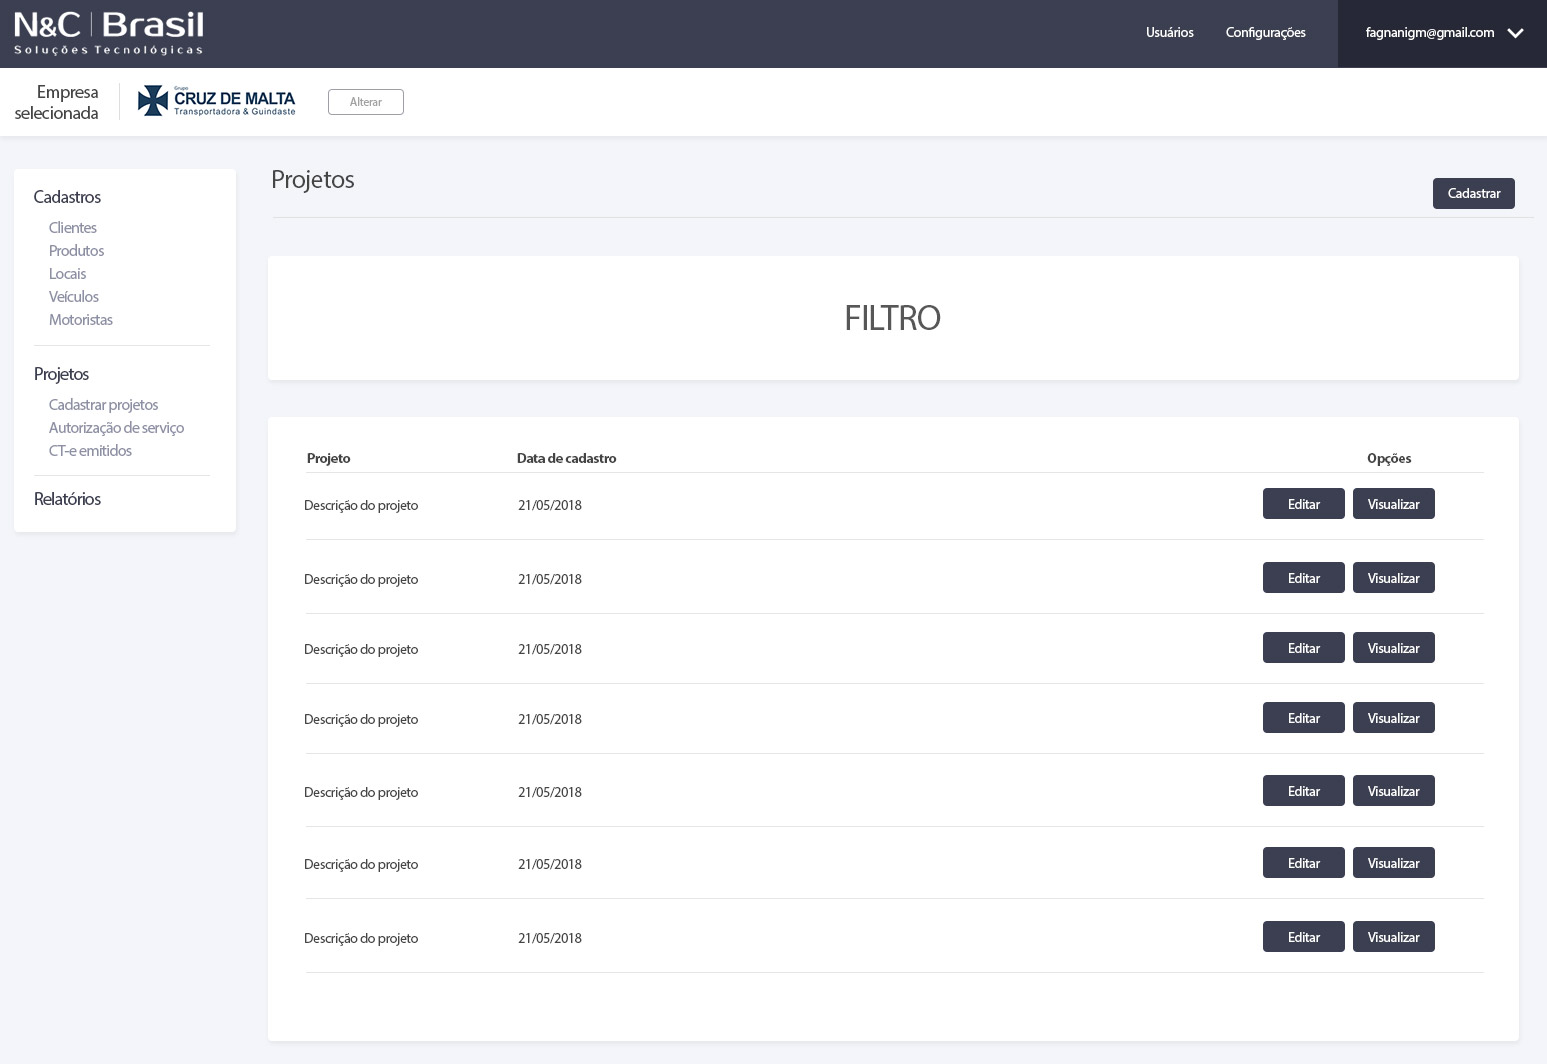 N&C | Brasil
Soluções Tecnológicas
Usuários
Configurações
fagnanigm@gmail.com
Empresa
selecionada
Grupo
CRUZ DE MALTA
Transportadora & Guindaste
Alterar
Cadastros
Clientes
Produtos
Locais
Veículos
Motoristas
Projetos
Cadastrar projetos
Autorização de serviço
CT-e emitidos
Relatórios
Projetos
Cadastrar
FILTRO
Projeto Data de cadastro Opções
Descrição do projeto 21/05/2018 Editar Visualizar
Descrição do projeto 21/05/2018 Editar Visualizar
Descrição do projeto 21/05/2018 Editar Visualizar
Descrição do projeto 21/05/2018 Editar Visualizar
Descrição do projeto 21/05/2018 Editar Visualizar
Descrição do projeto 21/05/2018 Editar Visualizar
Descrição do projeto 21/05/2018 Editar Visualizar